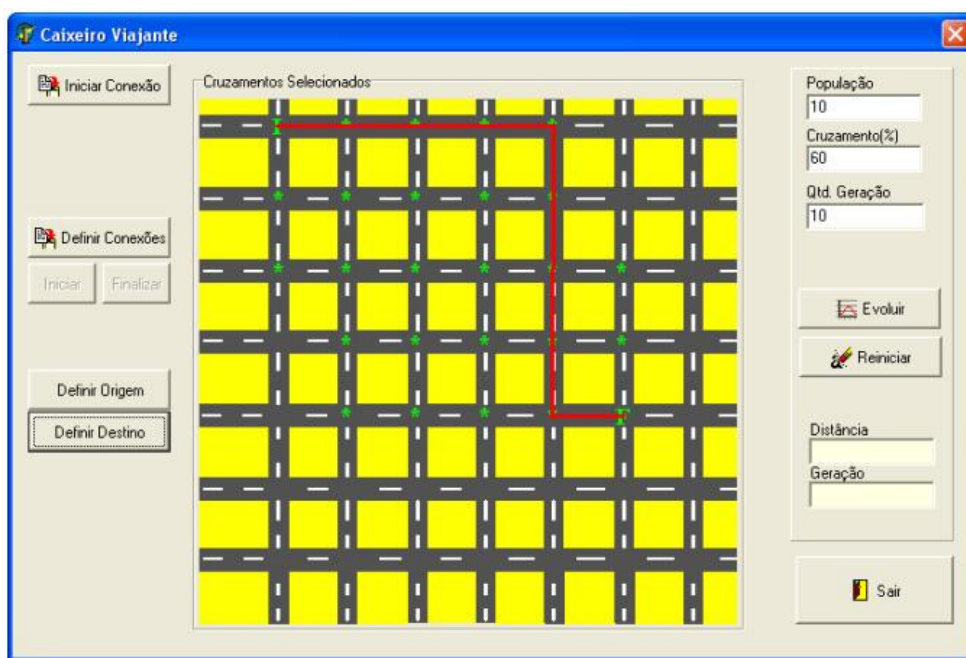 Caixeiro Viajante
Iniciar Conexão
Definir Conexões
Iniciar
Finalizar
Definir Origem
Definir Destino
Cruzamentos Selecionados
I
F
População
10
Cruzamento(%)
60
Qtd. Geração
10
Evoluir
Reiniciar
Distância
Geração
Sair